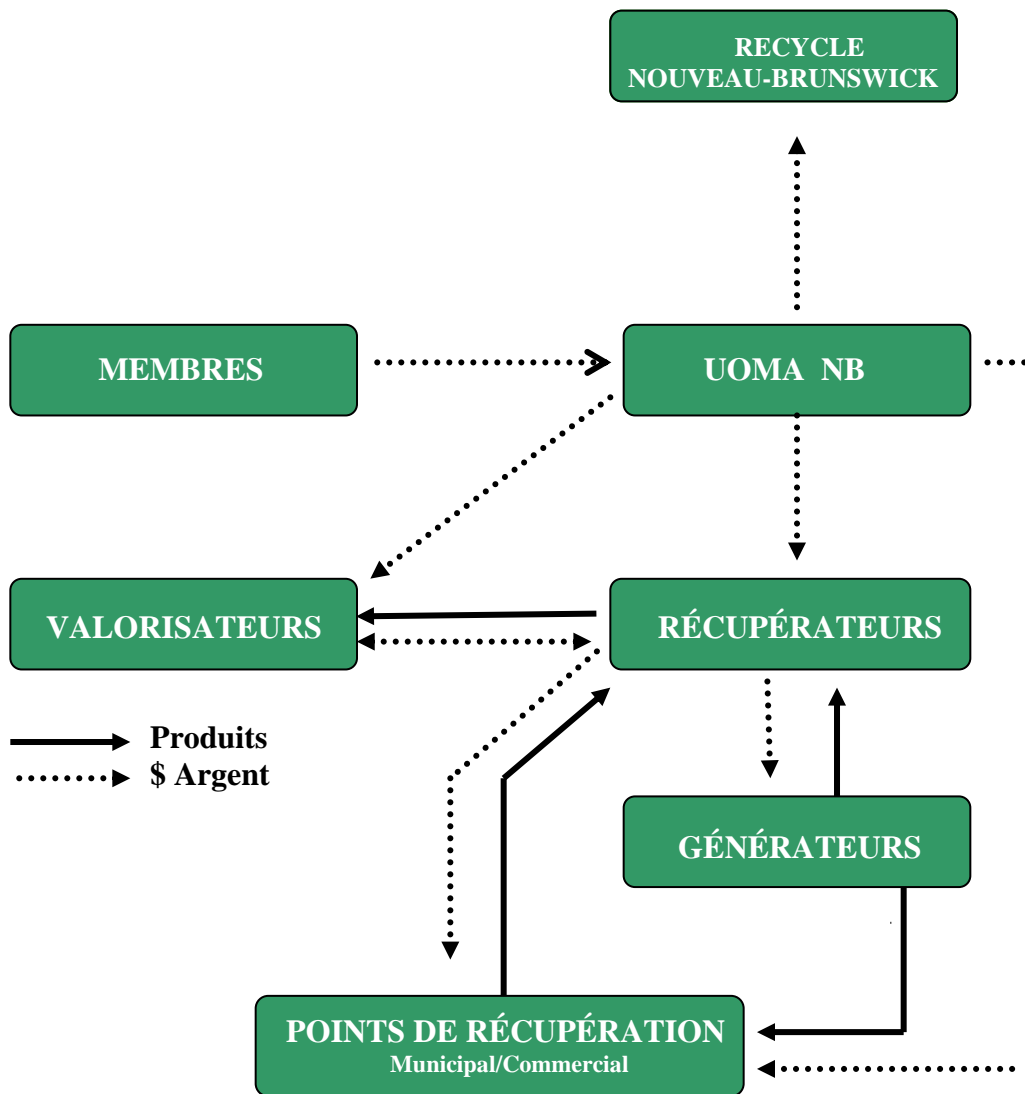 RECYCLE
NOUVEAU-BRUNSWICK
MEMBRES
UOMA NB
VALORISATEURS
RÉCUPÉRATEURS
Produits
$ Argent
GÉNÉRATEURS
POINTS DE RÉCUPÉRATION
Municipal/Commercial